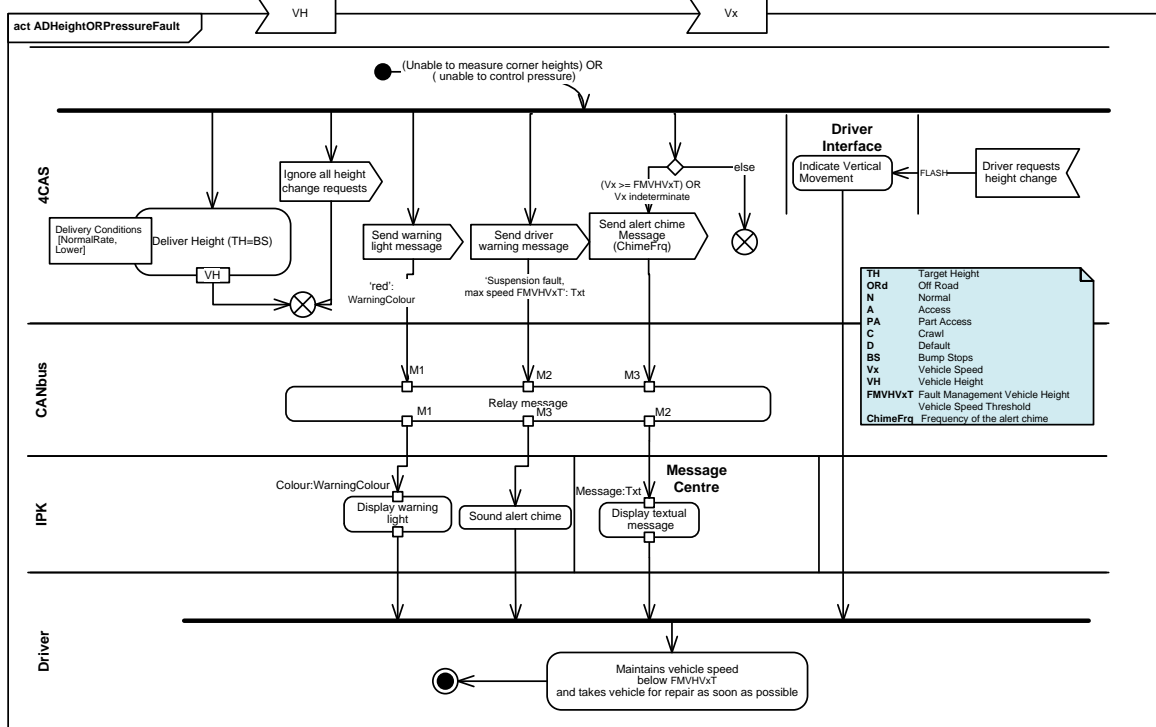 VH
Vx
act ADHeightORPressureFault
(Unable to measure corner heights) OR
( unable to control pressure)
4CAS
Driver
Interface
Ignore all height
change requests
else
Indicate Vertical
Movement
FLASH
Driver requests
height change
(Vx >= FMVHVxT) OR
Vx indeterminate
Delivery Conditions
[NormalRate,
Lower]
Deliver Height (TH=BS)
VH
Send warning
light message
Send driver
warning message
Send alert chime
Message
(ChimeFrq)
'red':
WarningColour
'Suspension fault,
max speed FMVHVxT': Txt
TH Target Height
ORd Off Road
N Normal
A Access
PA Part Access
C Crawl
D Default
BS Bump Stops
Vx Vehicle Speed
VH Vehicle Height
FMVHVxT Fault Management Vehicle Height
Vehicle Speed Threshold
ChimeFrq Frequency of the alert chime
CANbus
M1
M2
M3
Relay message
M1
M3
M2
IPK
Message
Centre
Colour:WarningColour
Message:Txt
Display warning
light
Sound alert chime
Display textual
message
Driver
Maintains vehicle speed
below FMVHVxT
and takes vehicle for repair as soon as possible